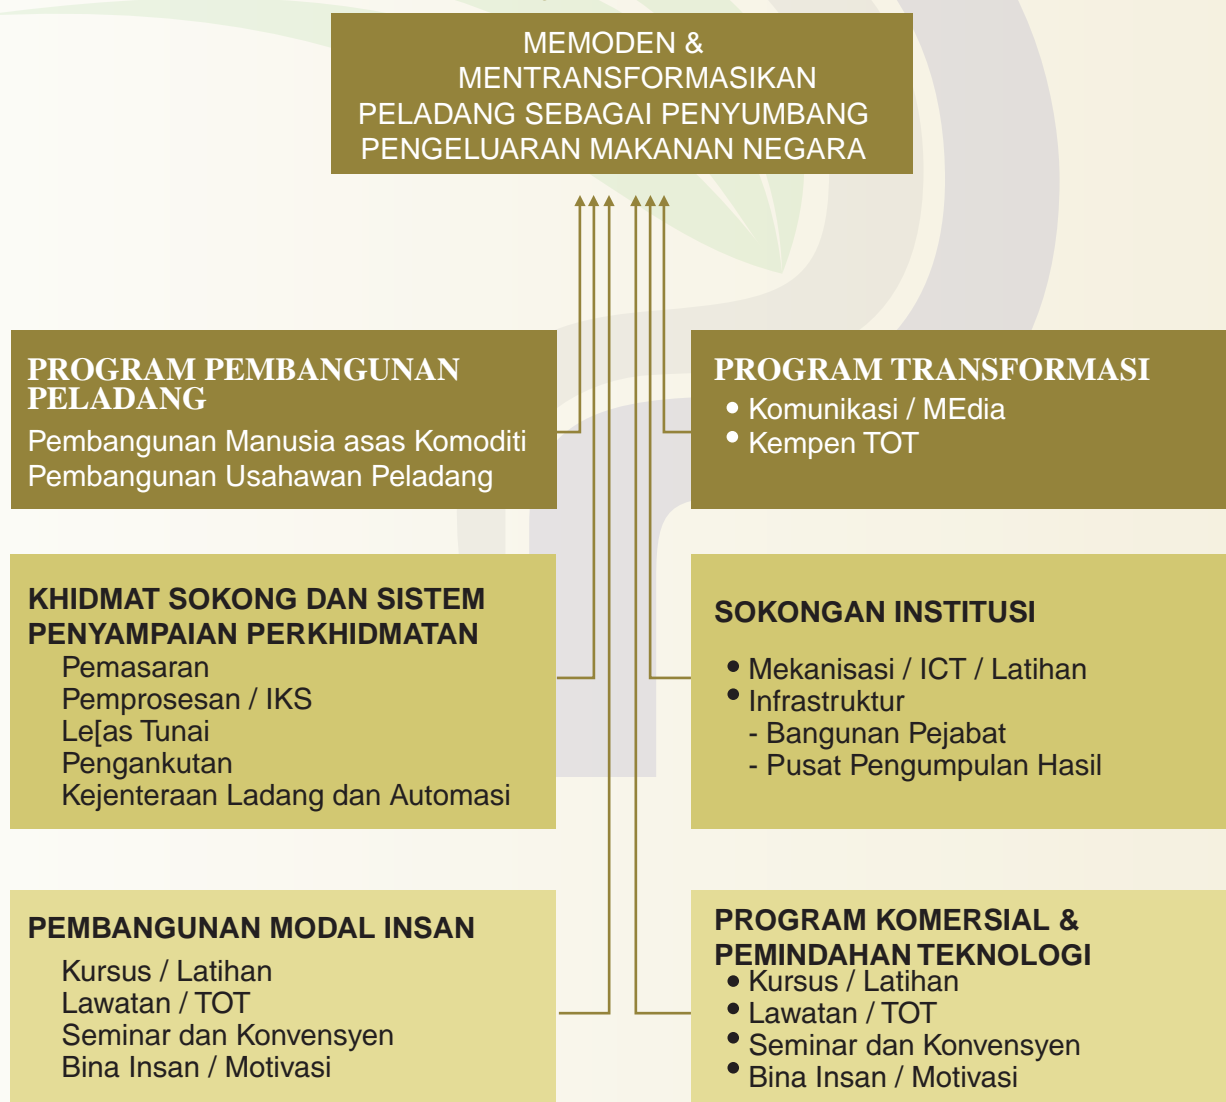 MEMODEN &
MENTRANSFORMASIKAN
PELADANG SEBAGAI PENYUMBANG
PENGELUARAN MAKANAN NEGARA
PROGRAM PEMBANGUNAN
PELADANG
Pembangunan Manusia asas Komoditi
Pembangunan Usahawan Peladang
PROGRAM TRANSFORMASI
• Komunikasi / MEdia
• Kempen TOT
KHIDMAT SOKONG DAN SISTEM
PENYAMPAIAN PERKHIDMATAN
Pemasaran
Pemprosesan / IKS
Le[as Tunai
Pengankutan
Kejenteraan Ladang dan Automasi
SOKONGAN INSTITUSI
• Mekanisasi / ICT / Latihan
• Infrastruktur
- Bangunan Pejabat
- Pusat Pengumpulan Hasil
PEMBANGUNAN MODAL INSAN
Kursus / Latihan
Lawatan / TOT
Seminar dan Konvensyen
Bina Insan / Motivasi
PROGRAM KOMERSIAL &
PEMINDAHAN TEKNOLOGI
• Kursus / Latihan
• Lawatan / TOT
• Seminar dan Konvensyen
• Bina Insan / Motivasi